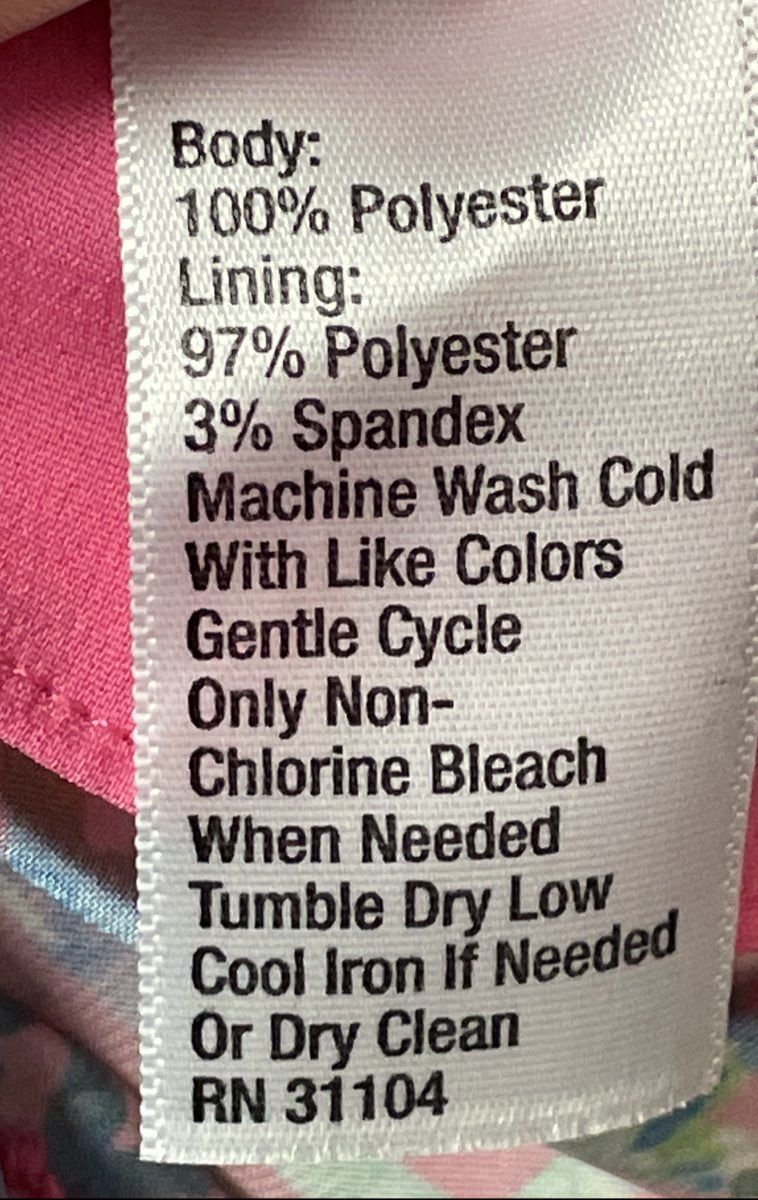 Body:
100% Polyester
Lining:
97% Polyester
3% Spandex
Machine Wash Cold
With Like Colors
Gentle Cycle
Only Non-
Chlorine Bleach
When Needed
Tumble Dry Low
Cool Iron If Needed
Or Dry Clean
RN 31104